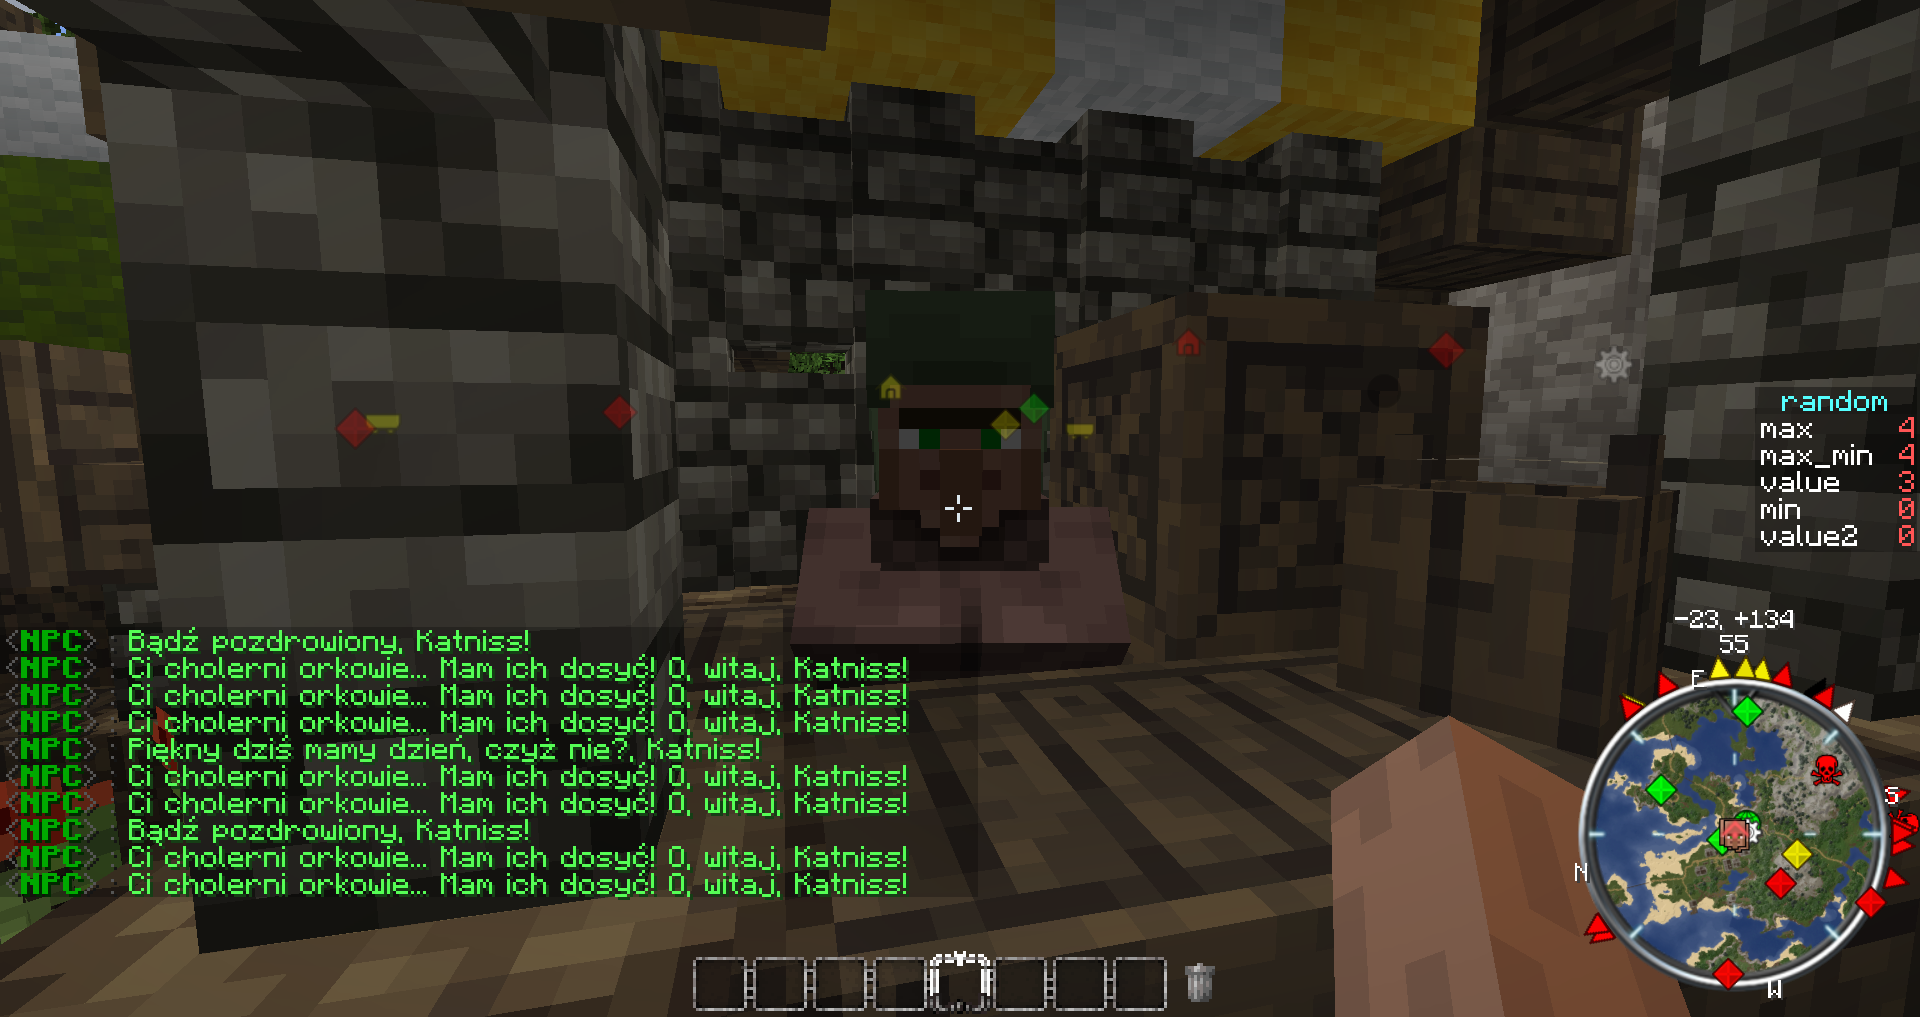 random
max 4
max_min 4
value 3
min 0
value2 0
-23, +134
55
E
S
N
W
<NPC> : Bądź pozdrowiony, Katniss!
<NPC> : Ci cholerni orkowie... Mam ich dosyć! O, witaj, Katniss!
<NPC> : Ci cholerni orkowie... Mam ich dosyć! O, witaj, Katniss!
<NPC> : Ci cholerni orkowie... Mam ich dosyć! O, witaj, Katniss!
<NPC> : Piękny dziś mamy dzień, czyż nie?, Katniss!
<NPC> : Ci cholerni orkowie... Mam ich dosyć! O, witaj, Katniss!
<NPC> : Ci cholerni orkowie... Mam ich dosyć! O, witaj, Katniss!
<NPC> : Bądź pozdrowiony, Katniss!
<NPC> : Ci cholerni orkowie... Mam ich dosyć! O, witaj, Katniss!
<NPC> : Ci cholerni orkowie... Mam ich dosyć! O, witaj, Katniss!